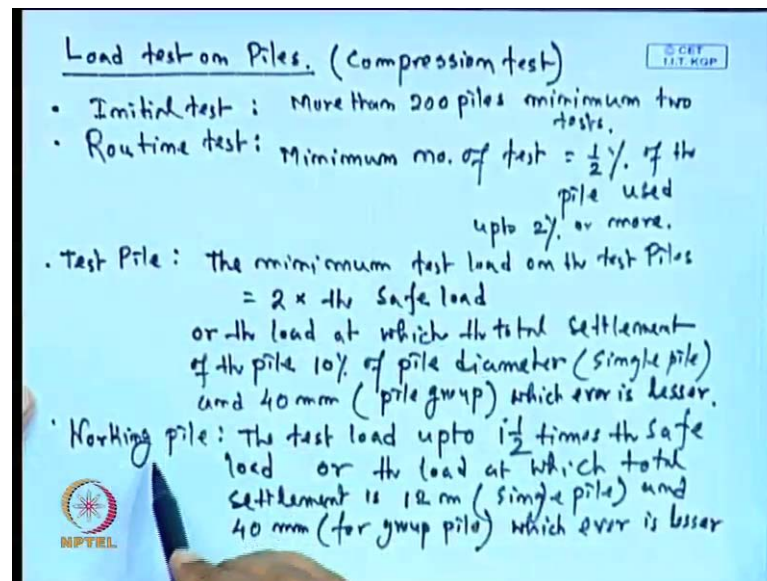 Load test on Piles. (Compression test)
© CET
I.I.T. KGP
• Initial test : More than 200 piles minimum two
tests.
• Routine test : Minimum no. of test = 1/2 %. of the
pile used
upto 2%. or more.
. Test Pile : The minimum test load on the test Piles
= 2 x the Safe load
or the load at which the total settlement
of the pile 10% of pile diameter (single pile)
and 40 mm (pile group) which ever is lesser.
· Working pile : The test load upto 1 1/2 times the Safe
load or the load at which total
settlement is 12 m (single pile) and
40 mm (for group pile) which ever is lesser
NPTEL